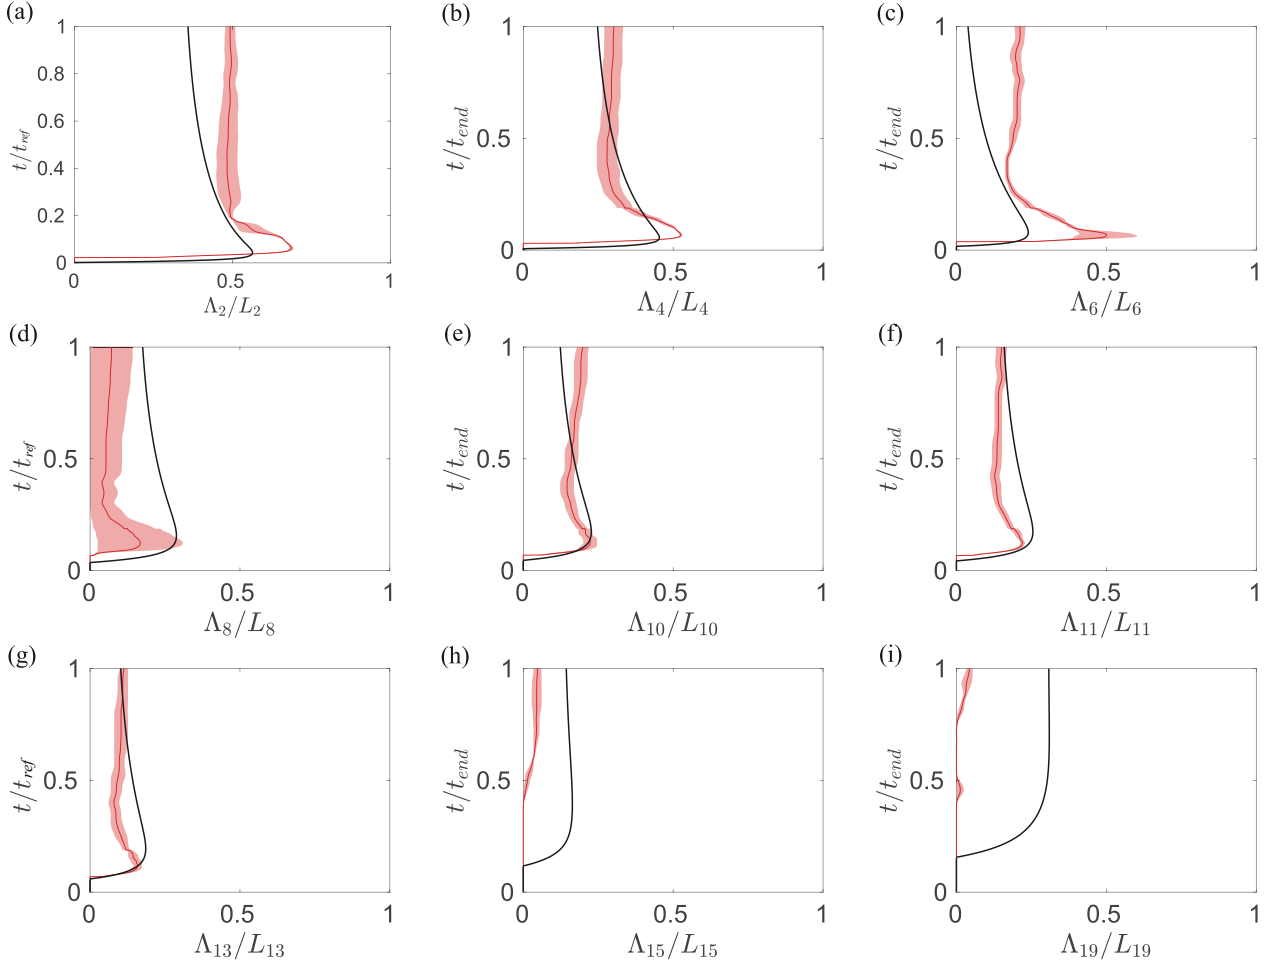 (a)
1
0.8
0.6
0.4
0.2
0
t/t_ref
0
0.5
1
Λ₂/L₂
(b)
1
0.5
0
t/t_end
0
0.5
1
Λ₄/L₄
(c)
1
0.5
0
t/t_end
0
0.5
1
Λ₆/L₆
(d)
1
0.5
0
t/t_ref
0
0.5
1
Λ₈/L₈
(e)
1
0.5
0
t/t_end
0
0.5
1
Λ₁₀/L₁₀
(f)
1
0.5
0
t/t_end
0
0.5
1
Λ₁₁/L₁₁
(g)
1
0.5
0
t/t_ref
0
0.5
1
Λ₁₃/L₁₃
(h)
1
0.5
0
t/t_end
0
0.5
1
Λ₁₅/L₁₅
(i)
1
0.5
0
t/t_end
0
0.5
1
Λ₁₉/L₁₉